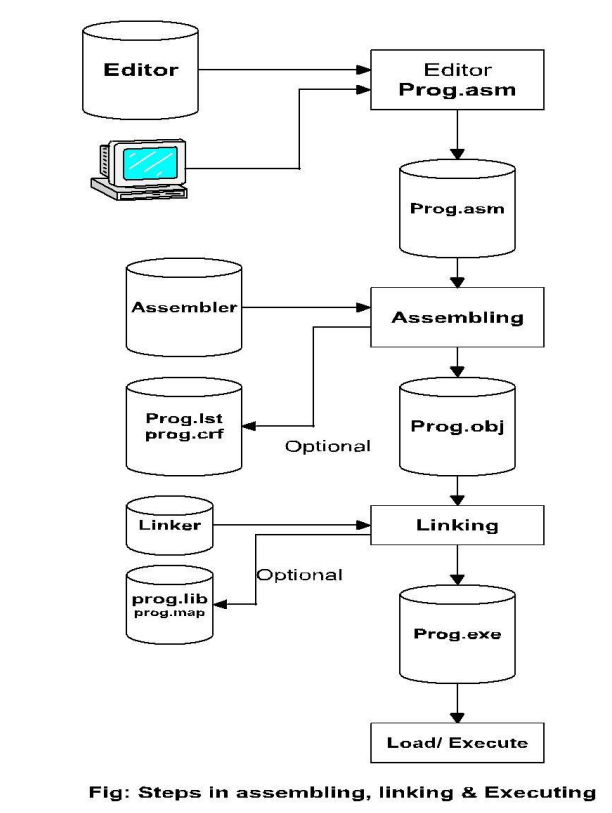 Editor
Editor
Prog.asm
Prog.asm
Assembler
Assembling
Prog.lst
prog.crf
Optional
Prog.obj
Linker
Linking
Optional
prog.lib
prog.map
Prog.exe
Load/ Execute
Fig: Steps in assembling, linking & Executing